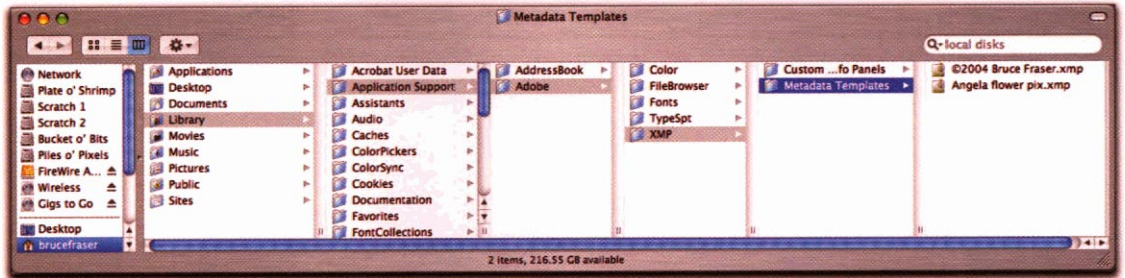 Metadata Templates
local disks
Network
Plate o' Shrimp
Scratch 1
Scratch 2
Bucket o' Bits
Piles o' Pixels
FireWire A...
Wireless
Gigs to Go
Desktop
brucefraser
Applications
Desktop
Documents
Library
Movies
Music
Pictures
Public
Sites
Acrobat User Data
Application Support
Assistants
Audio
Caches
ColorPickers
ColorSync
Cookies
Documentation
Favorites
FontCollections
AddressBook
Adobe
Color
FileBrowser
Fonts
TypeSpt
XMP
Custom ...fo Panels
Metadata Templates
©2004 Bruce Fraser.xmp
Angela flower pix.xmp
2 items, 216.55 GB available